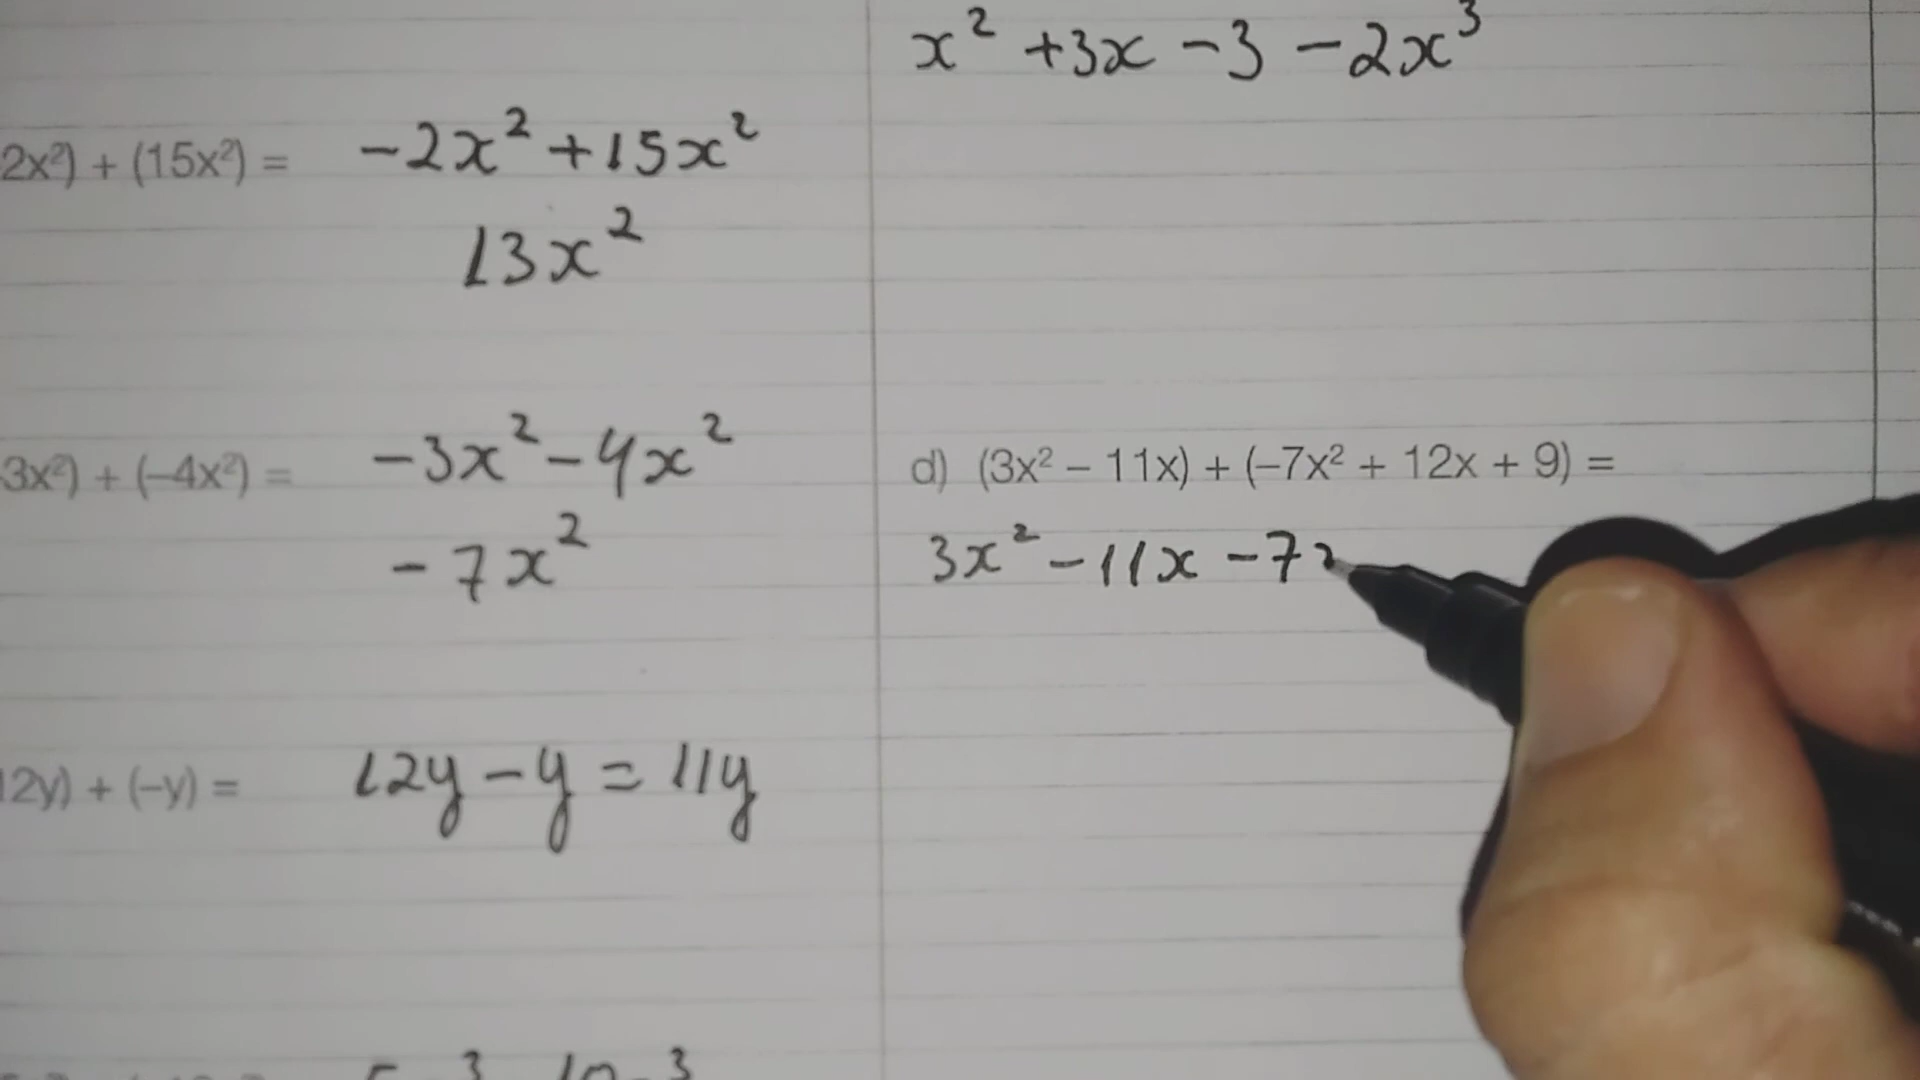 x² + 3x - 3 - 2x³
2x²) + (15x²) = -2x² + 15x²
13x²
3x²) + (-4x²) = -3x² - 4x²
-7x²
d) (3x² – 11x) + (–7x² + 12x + 9) =
3x² - 11x - 7x
2y) + (-y) = 12y - y = 11y